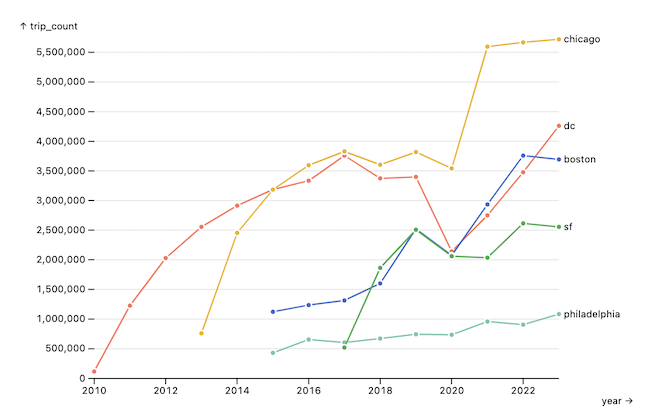 ↑ trip_count
5,500,000
5,000,000
4,500,000
4,000,000
3,500,000
3,000,000
2,500,000
2,000,000
1,500,000
1,000,000
500,000
0
chicago
dc
boston
sf
philadelphia
2010 2012 2014 2016 2018 2020 2022
year →